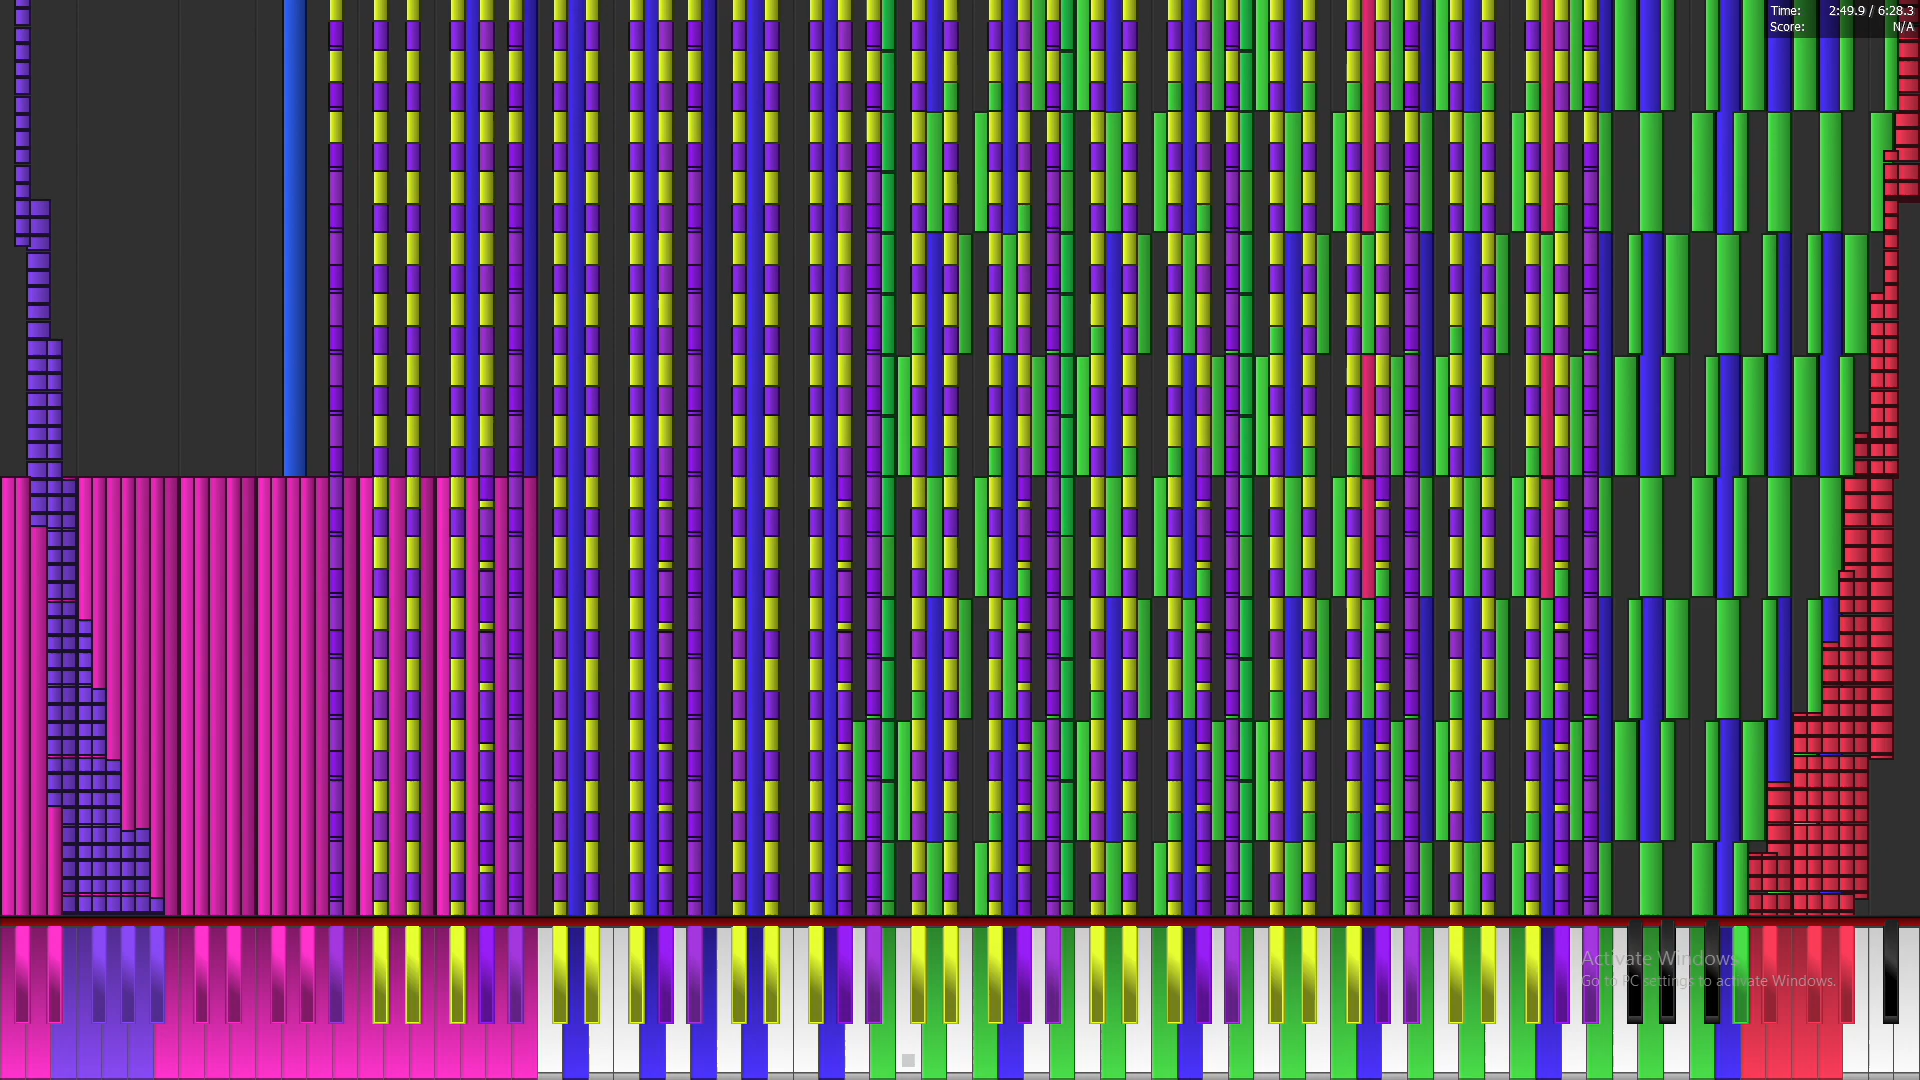 Time: 2:49.9 / 6:28.3
Score: N/A
Activate Windows
Go to PC settings to activate Windows.